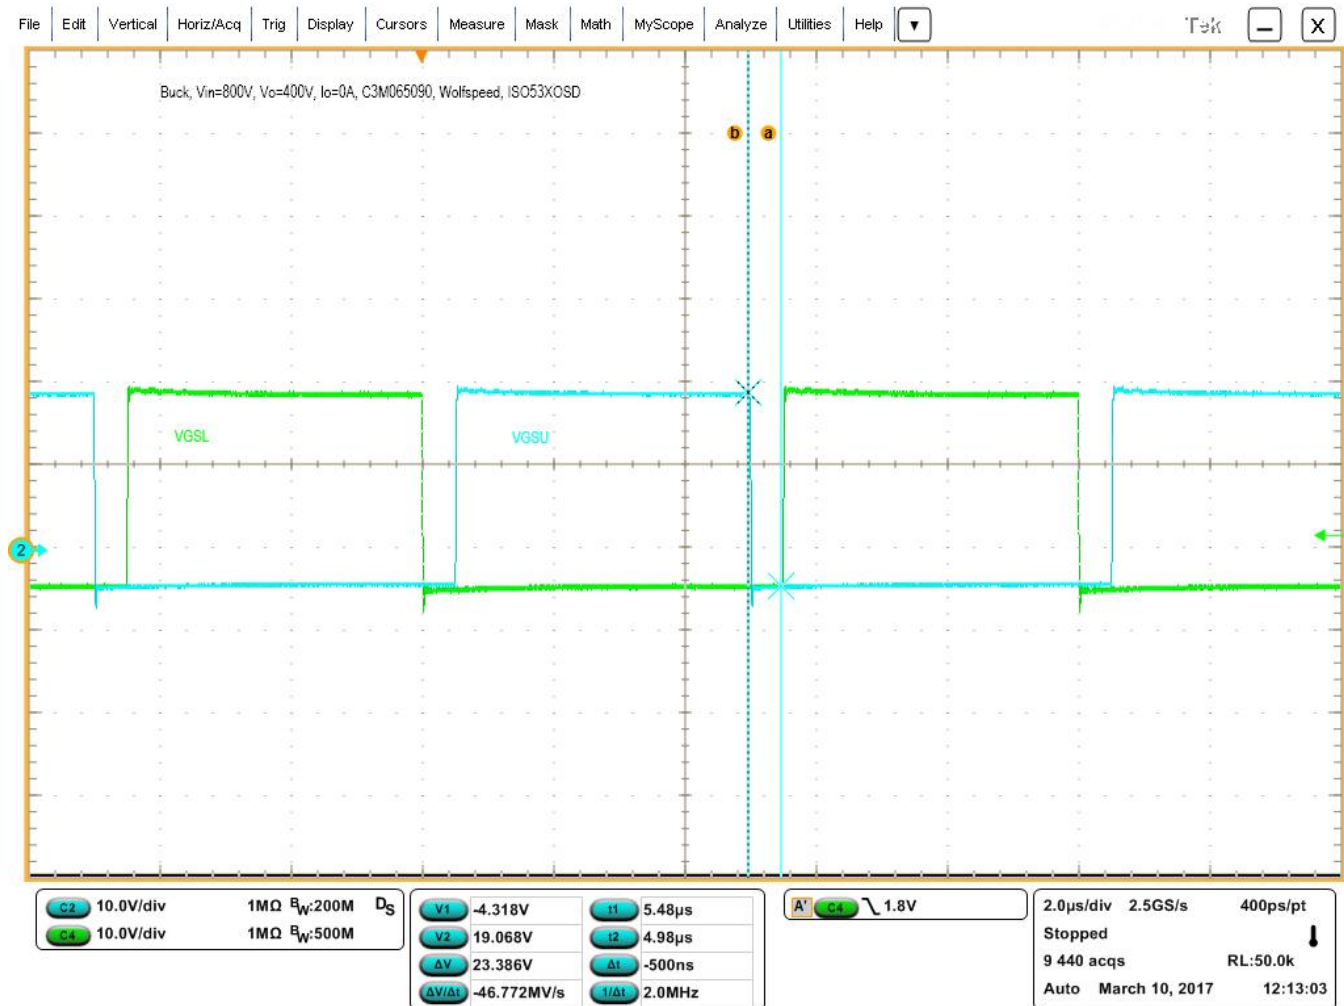 File Edit Vertical Horiz/Acq Trig Display Cursors Measure Mask Math MyScope Analyze Utilities Help Tek X
Buck, Vin=800V, Vo=400V, Io=0A, C3M065090, Wolfspeed, ISO53XOSD
b a
VGSL VGSU
2
C2 10.0V/div 1MΩ BW:200M DS
C4 10.0V/div 1MΩ BW:500M
V1 -4.318V t1 5.48µs
V2 19.068V t2 4.98µs
ΔV 23.386V Δt -500ns
ΔV/Δt -46.772MV/s 1/Δt 2.0MHz
A' C4 1.8V
2.0µs/div 2.5GS/s 400ps/pt
Stopped
9 440 acqs RL:50.0k
Auto March 10, 2017 12:13:03